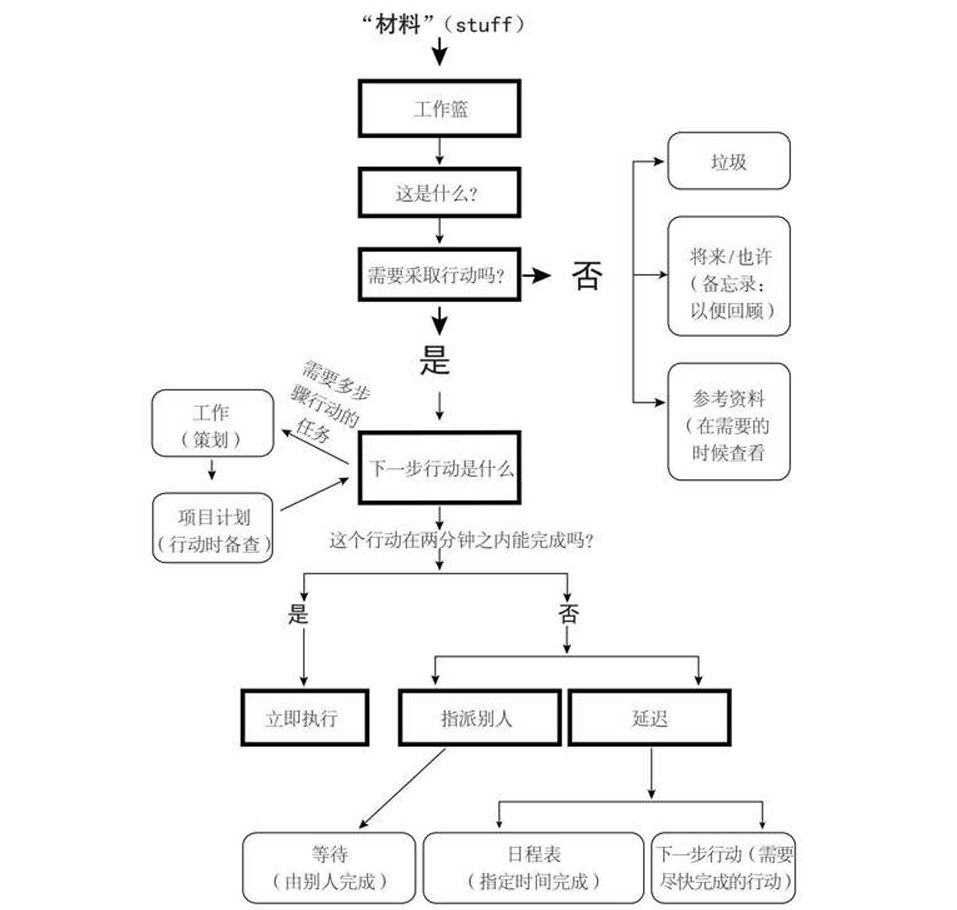 “材料”（stuff）
工作篮
这是什么？
需要采取行动吗？
否
垃圾
将来/也许
（备忘录：
以便回顾）
参考资料
（在需要的
时候查看
是
需要多步
骤行动的
任务
工作
（策划）
项目计划
（行动时备查）
下一步行动是什么
这个行动在两分钟之内能完成吗？
是
否
立即执行
指派别人
延迟
等待
（由别人完成）
日程表
（指定时间完成）
下一步行动（需要
尽快完成的行动）